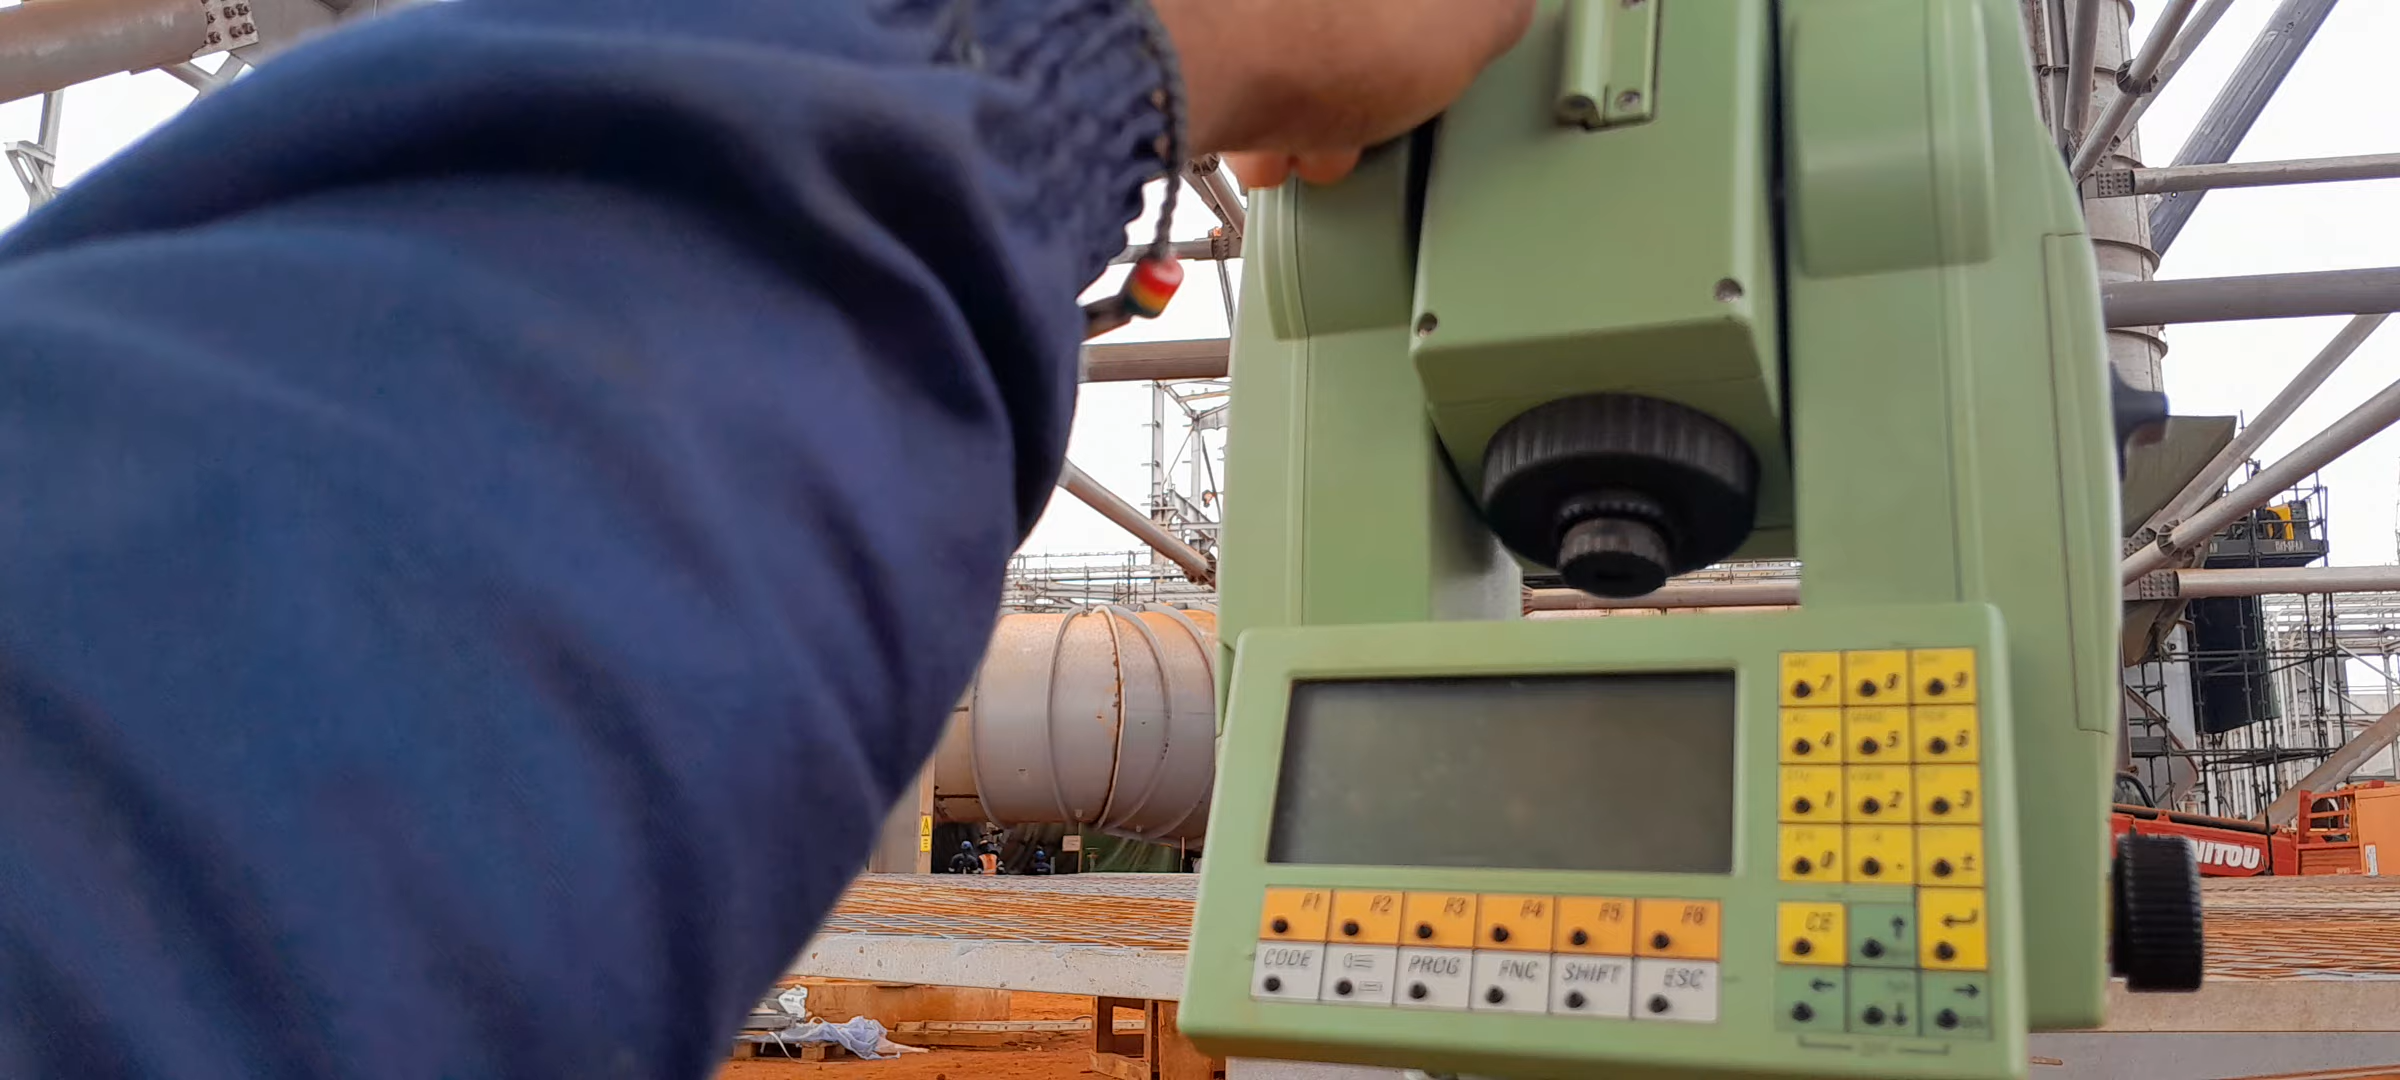 7 8 9
4 5 6
1 2 3
0 . ±
F1 F2 F3 F4 F5 F6
CE
CODE PROG FNC SHIFT ESC
NITOU